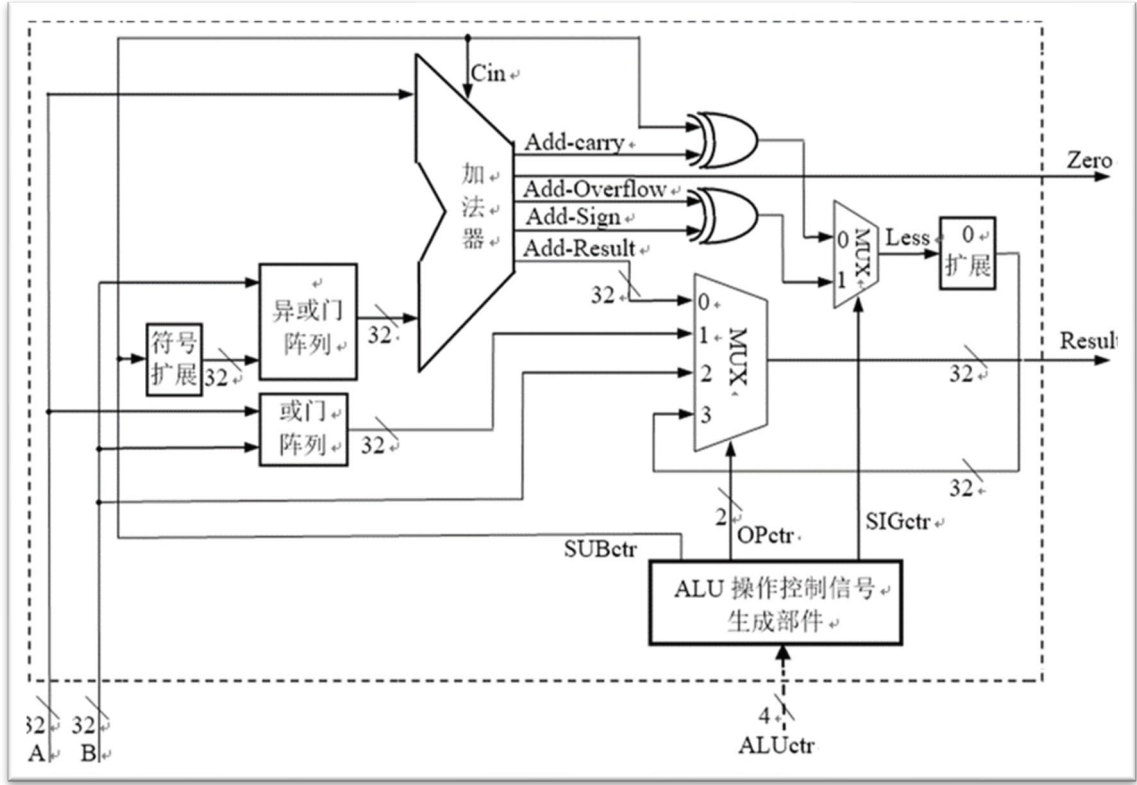 Cin
Add-carry
Zero
加
法
器
Add-Overflow
Add-Sign
Add-Result
0
1
MUX
Less
0
扩展
32
异或门
阵列
32
符号
扩展
32
0
1
2
3
MUX
32
Result
或门
阵列
32
32
2
OPctr
SIGctr
SUBctr
ALU 操作控制信号
生成部件
4
ALUctr
32
32
A
B